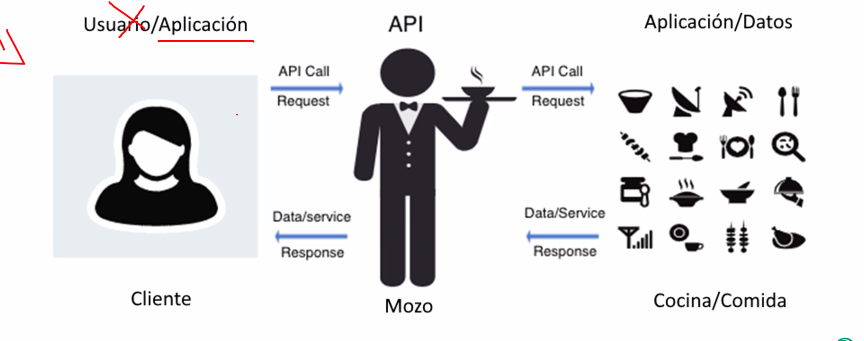 Usuario/Aplicación
API
Aplicación/Datos
API Call
Request
API Call
Request
Data/service
Response
Data/Service
Response
Cliente
Mozo
Cocina/Comida